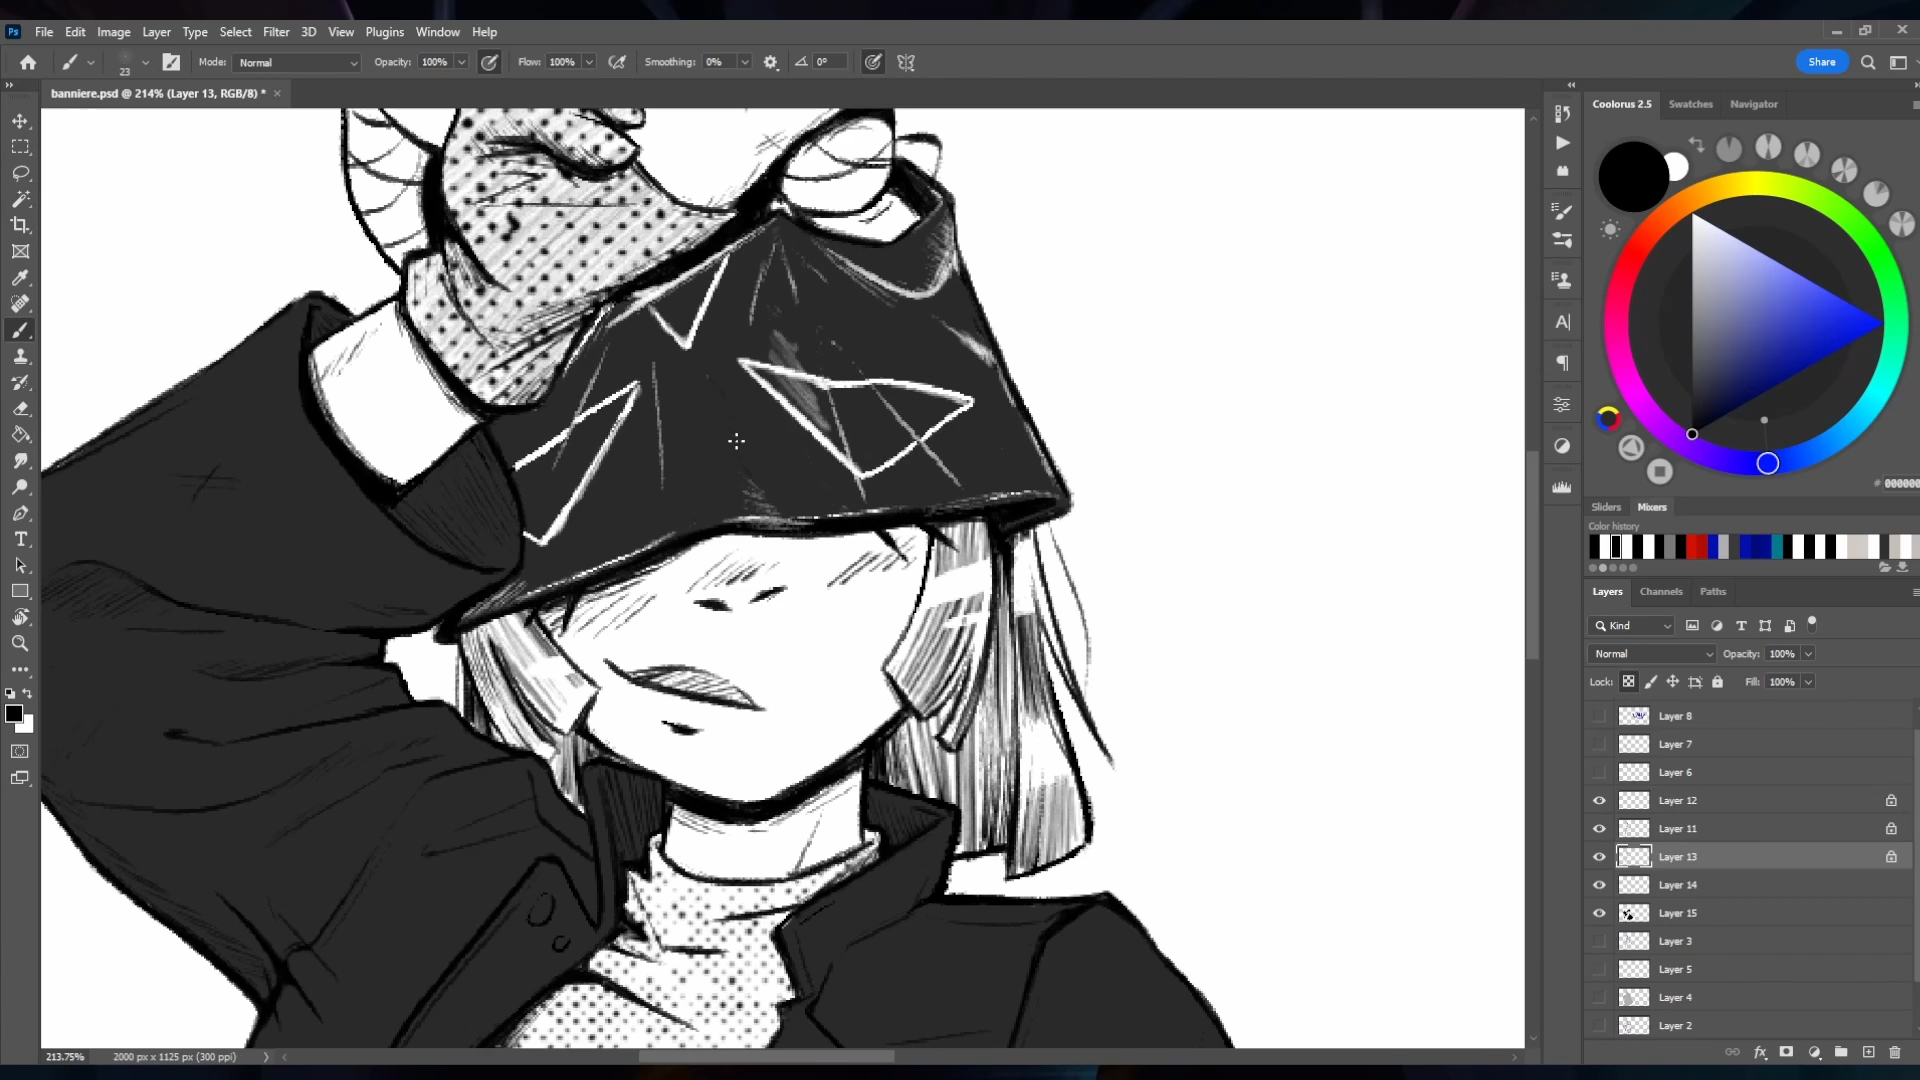 Ps File Edit Image Layer Type Select Filter 3D View Plugins Window Help
23 Mode: Normal Opacity: 100% Flow: 100% Smoothing: 0% 0° Share
banniere.psd @ 214% (Layer 13, RGB/8) * ×
Coolorus 2.5 Swatches Navigator
# 000000
Sliders Mixers
Color history
Layers Channels Paths
Kind
Normal Opacity: 100%
Lock: Fill: 100%
Layer 8
Layer 7
Layer 6
Layer 12
Layer 11
Layer 13
Layer 14
Layer 15
Layer 3
Layer 5
Layer 4
Layer 2
213.75% 2000 px x 1125 px (300 ppi)